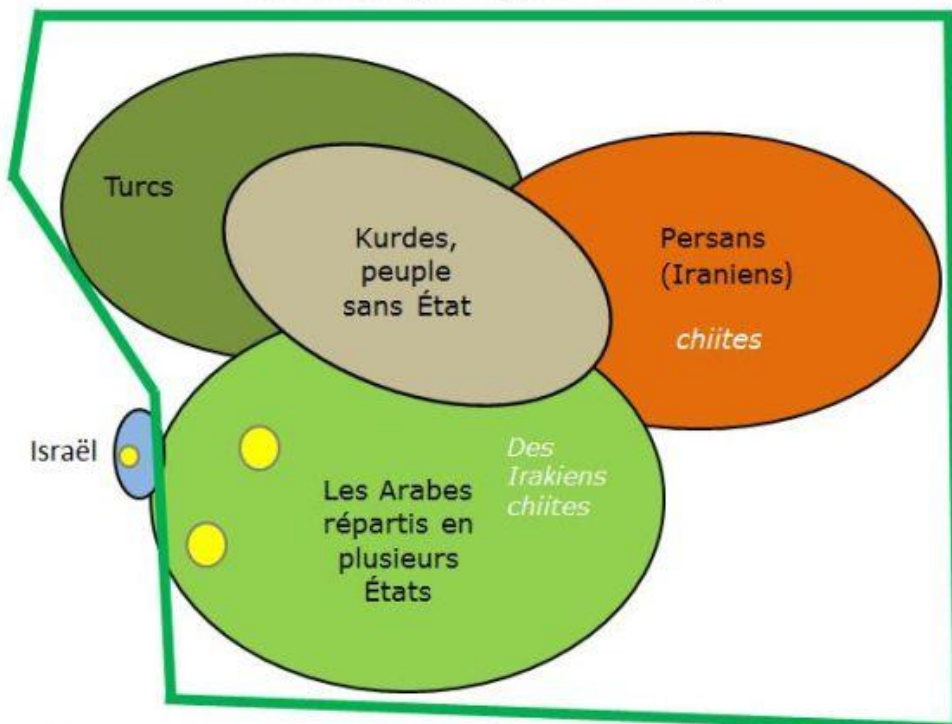 Turcs
Kurdes,
peuple
sans État
Persans
(Iraniens)
chiites
Israël
Des
Irakiens
chiites
Les Arabes
répartis en
plusieurs
États